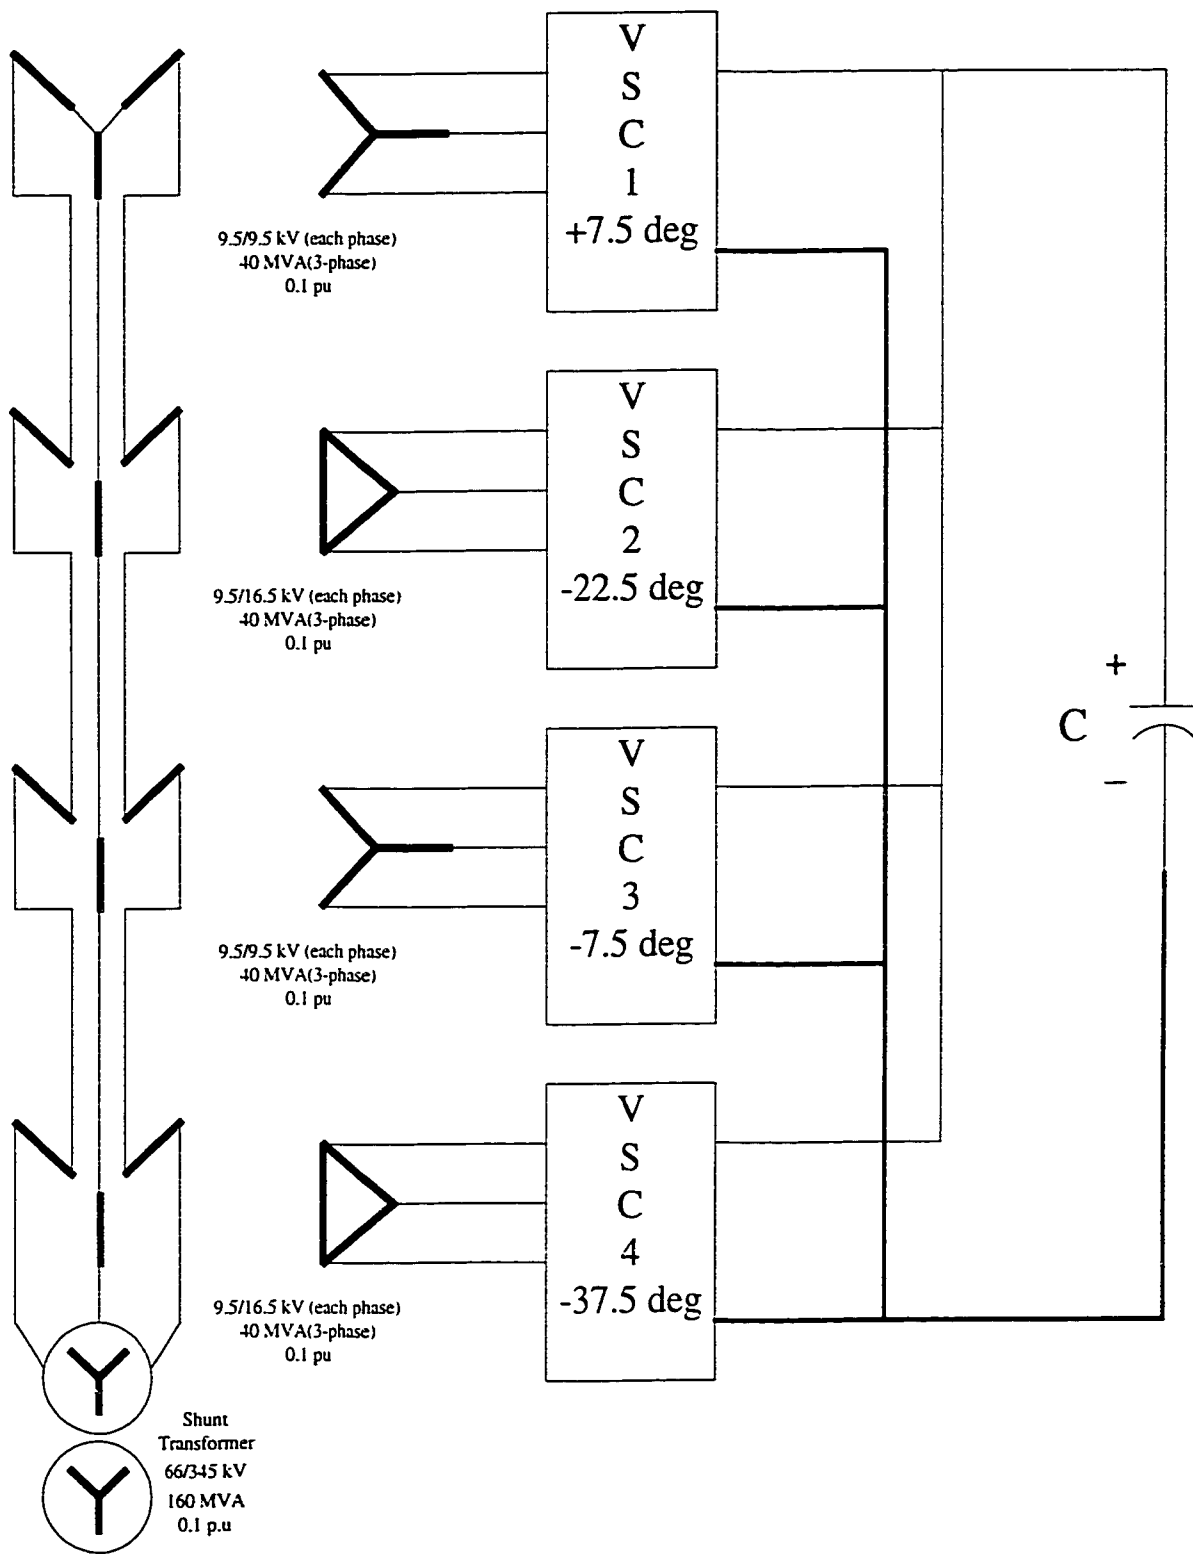 V
S
C
1
+7.5 deg
9.5/9.5 kV (each phase)
40 MVA(3-phase)
0.1 pu
V
S
C
2
-22.5 deg
9.5/16.5 kV (each phase)
40 MVA(3-phase)
0.1 pu
+
C
−
V
S
C
3
-7.5 deg
9.5/9.5 kV (each phase)
40 MVA(3-phase)
0.1 pu
V
S
C
4
-37.5 deg
9.5/16.5 kV (each phase)
40 MVA(3-phase)
0.1 pu
Shunt
Transformer
66/345 kV
160 MVA
0.1 p.u